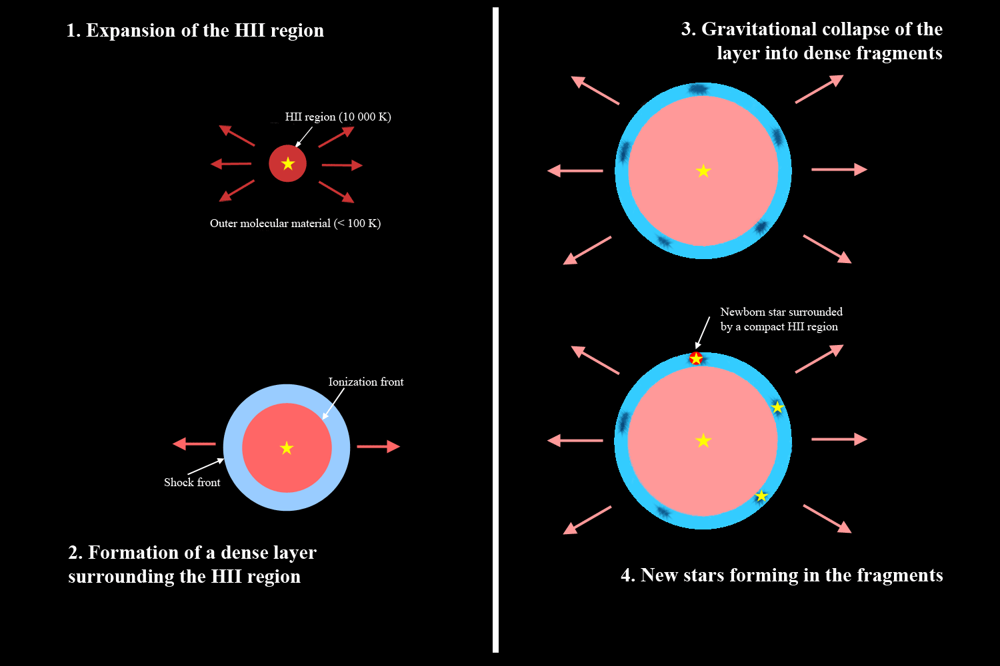 1. Expansion of the HII region
HII region (10 000 K)
Outer molecular material (< 100 K)
Ionization front
Shock front
2. Formation of a dense layer
surrounding the HII region
3. Gravitational collapse of the
layer into dense fragments
Newborn star surrounded
by a compact HII region
4. New stars forming in the fragments